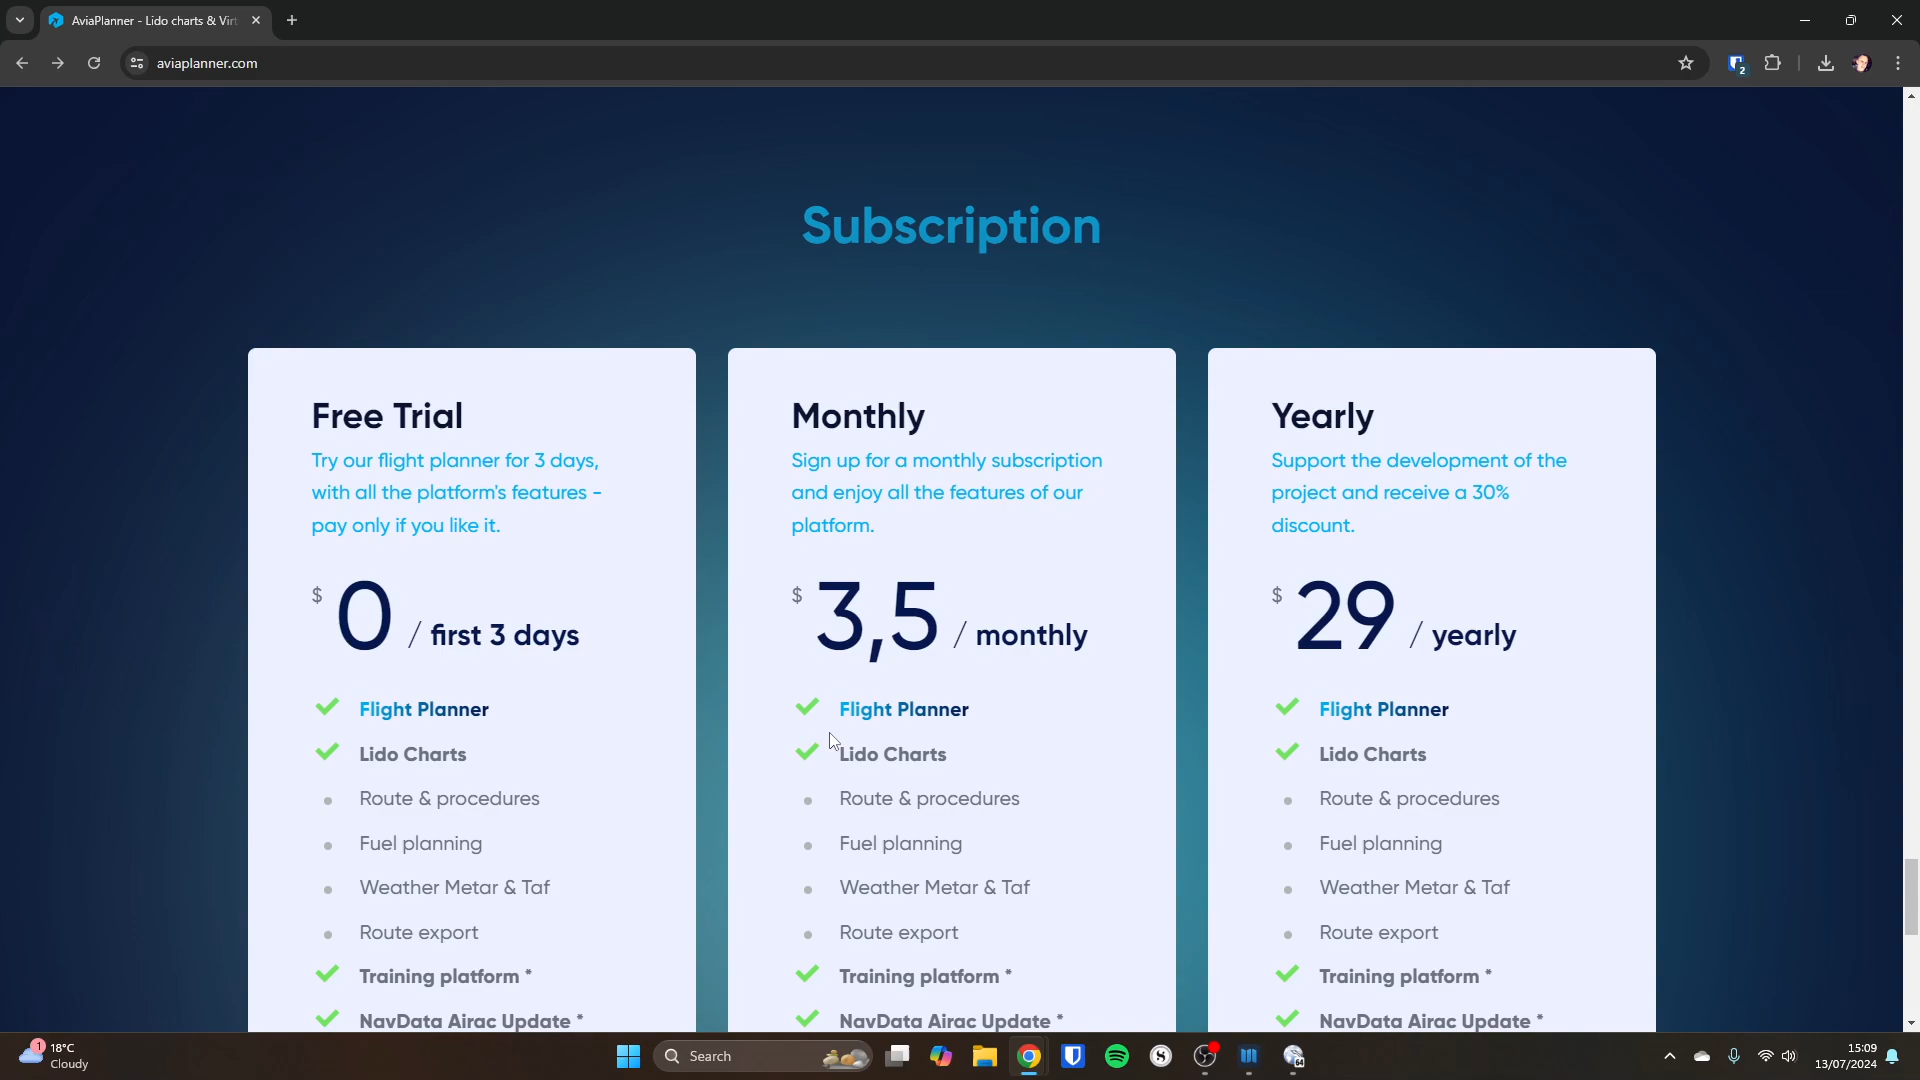 AviaPlanner - Lido charts & Virt
aviaplanner.com
2
Subscription
Free Trial
Try our flight planner for 3 days,
with all the platform's features -
pay only if you like it.
$ 0 / first 3 days
Flight Planner
Lido Charts
Route & procedures
Fuel planning
Weather Metar & Taf
Route export
Training platform *
NavData Airac Update *
Monthly
Sign up for a monthly subscription
and enjoy all the features of our
platform.
$ 3,5 / monthly
Flight Planner
Lido Charts
Route & procedures
Fuel planning
Weather Metar & Taf
Route export
Training platform *
NavData Airac Update *
Yearly
Support the development of the
project and receive a 30%
discount.
$ 29 / yearly
Flight Planner
Lido Charts
Route & procedures
Fuel planning
Weather Metar & Taf
Route export
Training platform *
NavData Airac Update *
1
18°C
Cloudy
Search
S
64
15:09
13/07/2024